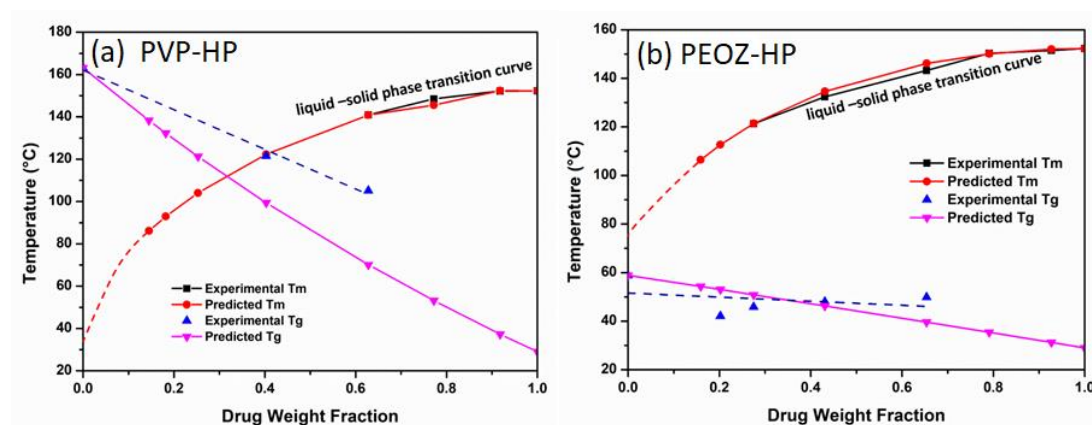 (a) PVP-HP
180
160
140
120
100
80
60
40
20
Temperature (°C)
liquid –solid phase transition curve
Experimental Tm
Predicted Tm
Experimental Tg
Predicted Tg
0.0 0.2 0.4 0.6 0.8 1.0
Drug Weight Fraction
(b) PEOZ-HP
160
140
120
100
80
60
40
20
Temperature (°C)
liquid –solid phase transition curve
Experimental Tm
Predicted Tm
Experimental Tg
Predicted Tg
0.0 0.2 0.4 0.6 0.8 1.0
Drug Weight Fraction